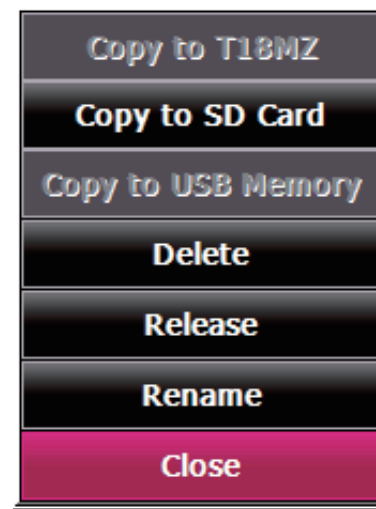 Copy to T18MZ
Copy to SD Card
Copy to USB Memory
Delete
Release
Rename
Close